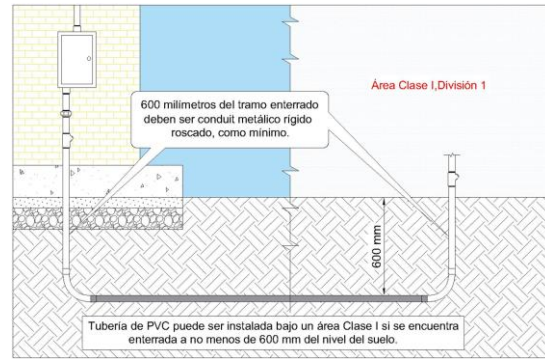 Área Clase I,División 1
600 milímetros del tramo enterrado
deben ser conduit metálico rígido
roscado, como mínimo.
600 mm
Tubería de PVC puede ser instalada bajo un área Clase I si se encuentra
enterrada a no menos de 600 mm del nivel del suelo.